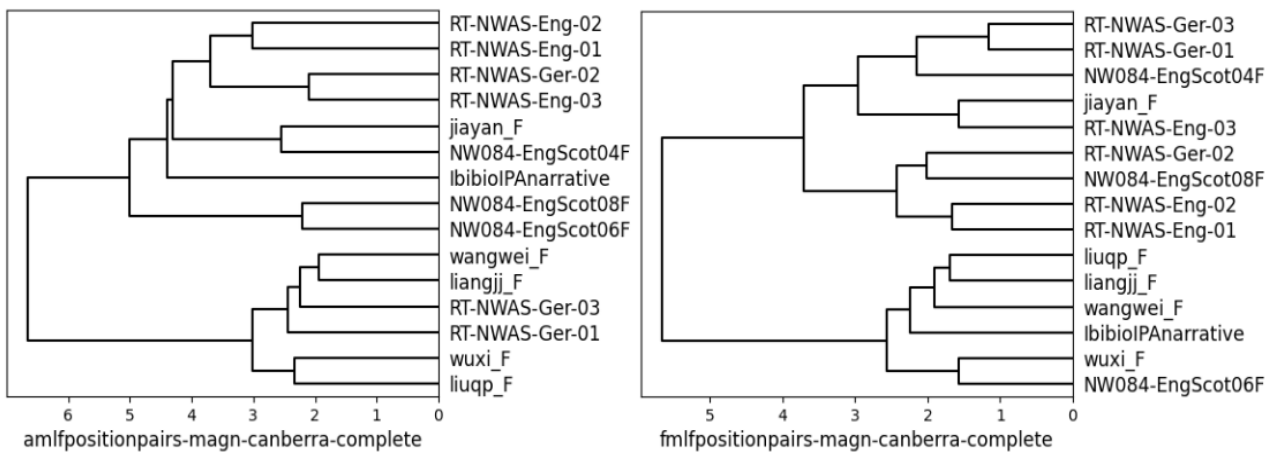 RT-NWAS-Eng-02
RT-NWAS-Eng-01
RT-NWAS-Ger-02
RT-NWAS-Eng-03
jiayan_F
NW084-EngScot04F
IbibioIPAnarrative
NW084-EngScot08F
NW084-EngScot06F
wangwei_F
liangjj_F
RT-NWAS-Ger-03
RT-NWAS-Ger-01
wuxi_F
liuqp_F
6 5 4 3 2 1 0
amlfpositionpairs-magn-canberra-complete
RT-NWAS-Ger-03
RT-NWAS-Ger-01
NW084-EngScot04F
jiayan_F
RT-NWAS-Eng-03
RT-NWAS-Ger-02
NW084-EngScot08F
RT-NWAS-Eng-02
RT-NWAS-Eng-01
liuqp_F
liangjj_F
wangwei_F
IbibioIPAnarrative
wuxi_F
NW084-EngScot06F
5 4 3 2 1 0
fmlfpositionpairs-magn-canberra-complete